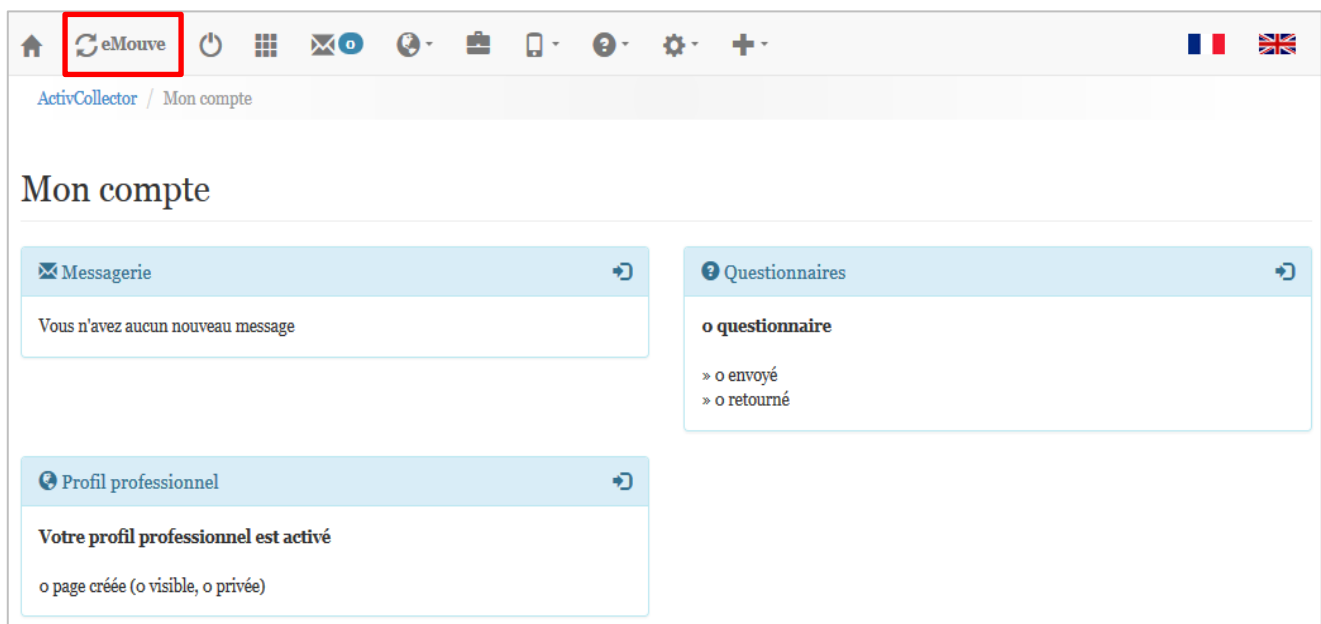 eMouve 0
ActivCollector / Mon compte
Mon compte
Messagerie
Vous n'avez aucun nouveau message
Questionnaires
0 questionnaire
» 0 envoyé
» 0 retourné
Profil professionnel
Votre profil professionnel est activé
0 page créée (0 visible, 0 privée)